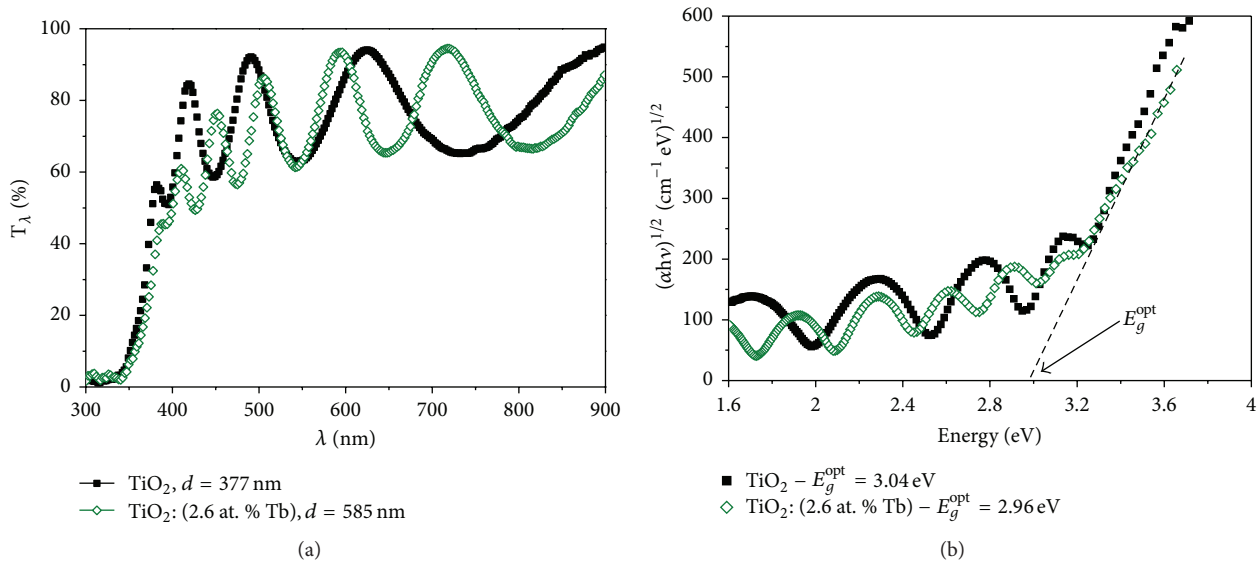 100
80
60
40
20
0
T_λ (%)
300 400 500 600 700 800 900
λ (nm)
TiO₂, d = 377 nm
TiO₂: (2.6 at. % Tb), d = 585 nm
(a)
600
500
400
300
200
100
0
(αhν)^1/2 (cm⁻¹ eV)^1/2
E_g^opt
1.6 2 2.4 2.8 3.2 3.6 4
Energy (eV)
TiO₂ − E_g^opt = 3.04 eV
TiO₂: (2.6 at. % Tb) − E_g^opt = 2.96 eV
(b)